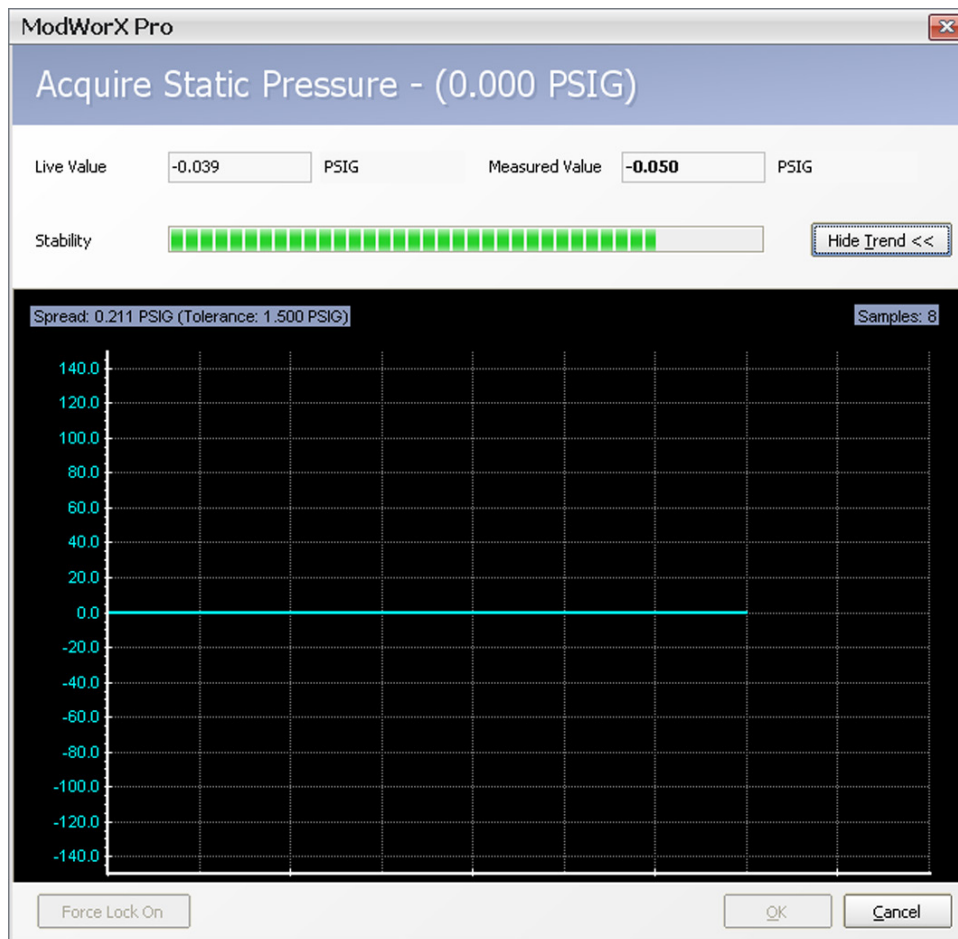 ModWorX Pro
Acquire Static Pressure - (0.000 PSIG)
Live Value -0.039 PSIG Measured Value -0.050 PSIG
Stability Hide Trend <<
Spread: 0.211 PSIG (Tolerance: 1.500 PSIG) Samples: 8
140.0
120.0
100.0
80.0
60.0
40.0
20.0
0.0
-20.0
-40.0
-60.0
-80.0
-100.0
-120.0
-140.0
Force Lock On OK Cancel